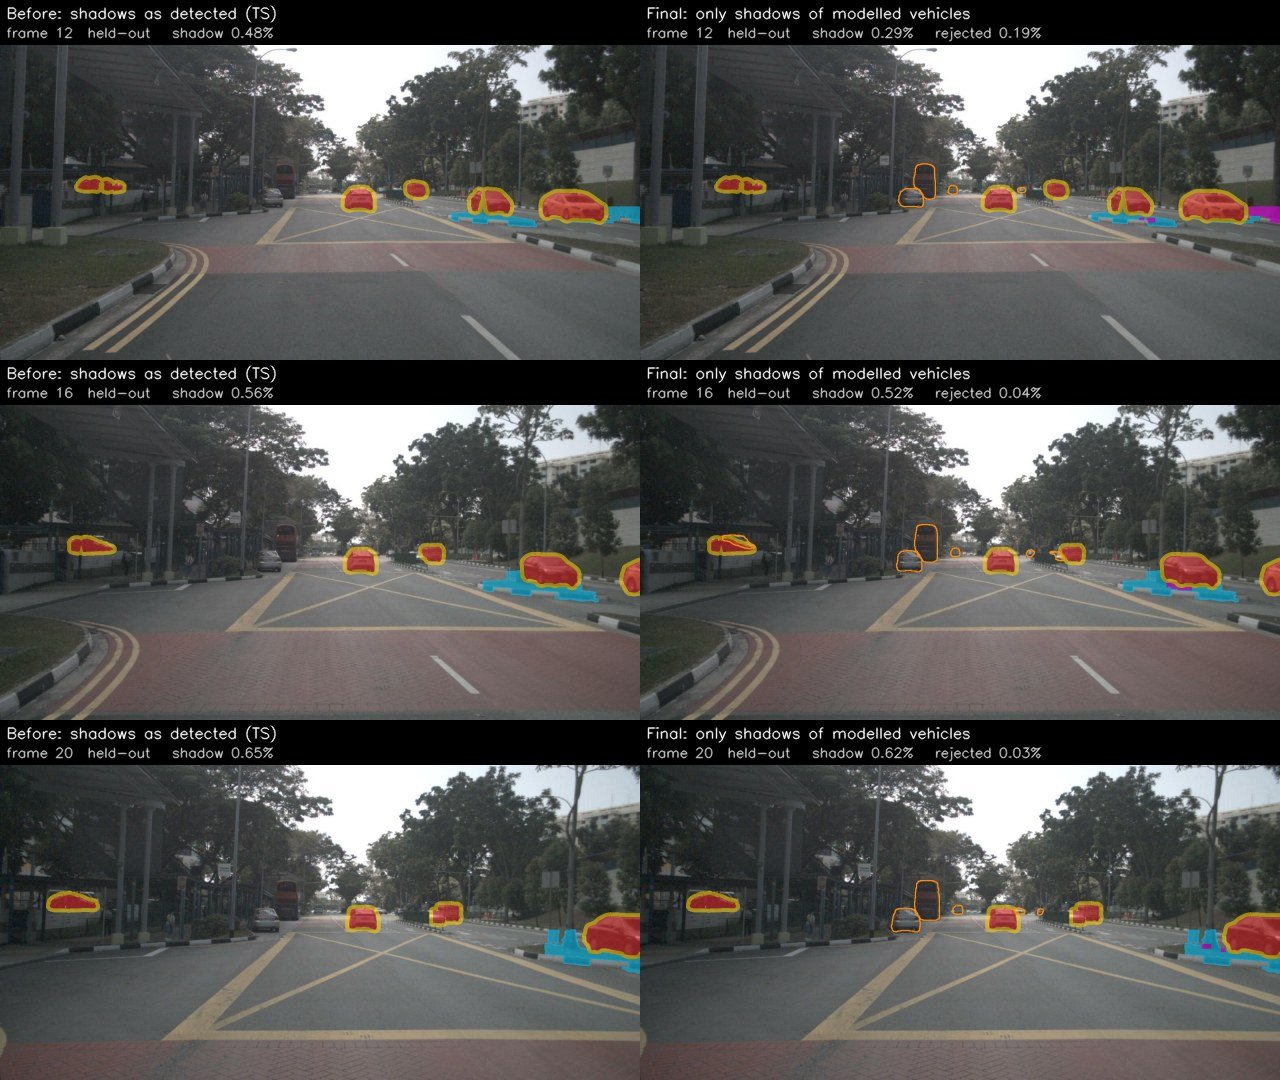 Before: shadows as detected (TS)
frame 12 held-out shadow 0.48%
Final: only shadows of modelled vehicles
frame 12 held-out shadow 0.29% rejected 0.19%
Before: shadows as detected (TS)
frame 16 held-out shadow 0.56%
Final: only shadows of modelled vehicles
frame 16 held-out shadow 0.52% rejected 0.04%
Before: shadows as detected (TS)
frame 20 held-out shadow 0.65%
Final: only shadows of modelled vehicles
frame 20 held-out shadow 0.62% rejected 0.03%